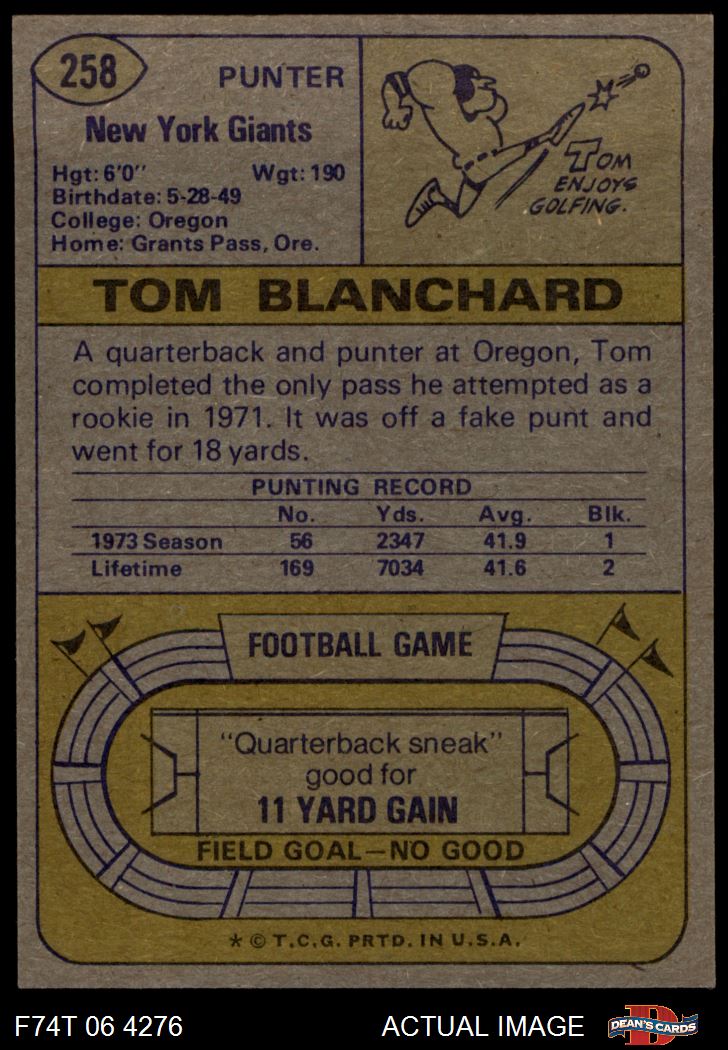 258
PUNTER
New York Giants
Hgt: 6'0" Wgt: 190
Birthdate: 5-28-49
College: Oregon
Home: Grants Pass, Ore.
TOM
ENJOYS
GOLFING.
TOM BLANCHARD
A quarterback and punter at Oregon, Tom
completed the only pass he attempted as a
rookie in 1971. It was off a fake punt and
went for 18 yards.
PUNTING RECORD
No. Yds. Avg. Blk.
1973 Season 56 2347 41.9 1
Lifetime 169 7034 41.6 2
FOOTBALL GAME
"Quarterback sneak"
good for
11 YARD GAIN
FIELD GOAL—NO GOOD
* © T.C.G. PRTD. IN U.S.A.
F74T 06 4276 ACTUAL IMAGE
D
DEAN'S CARDS